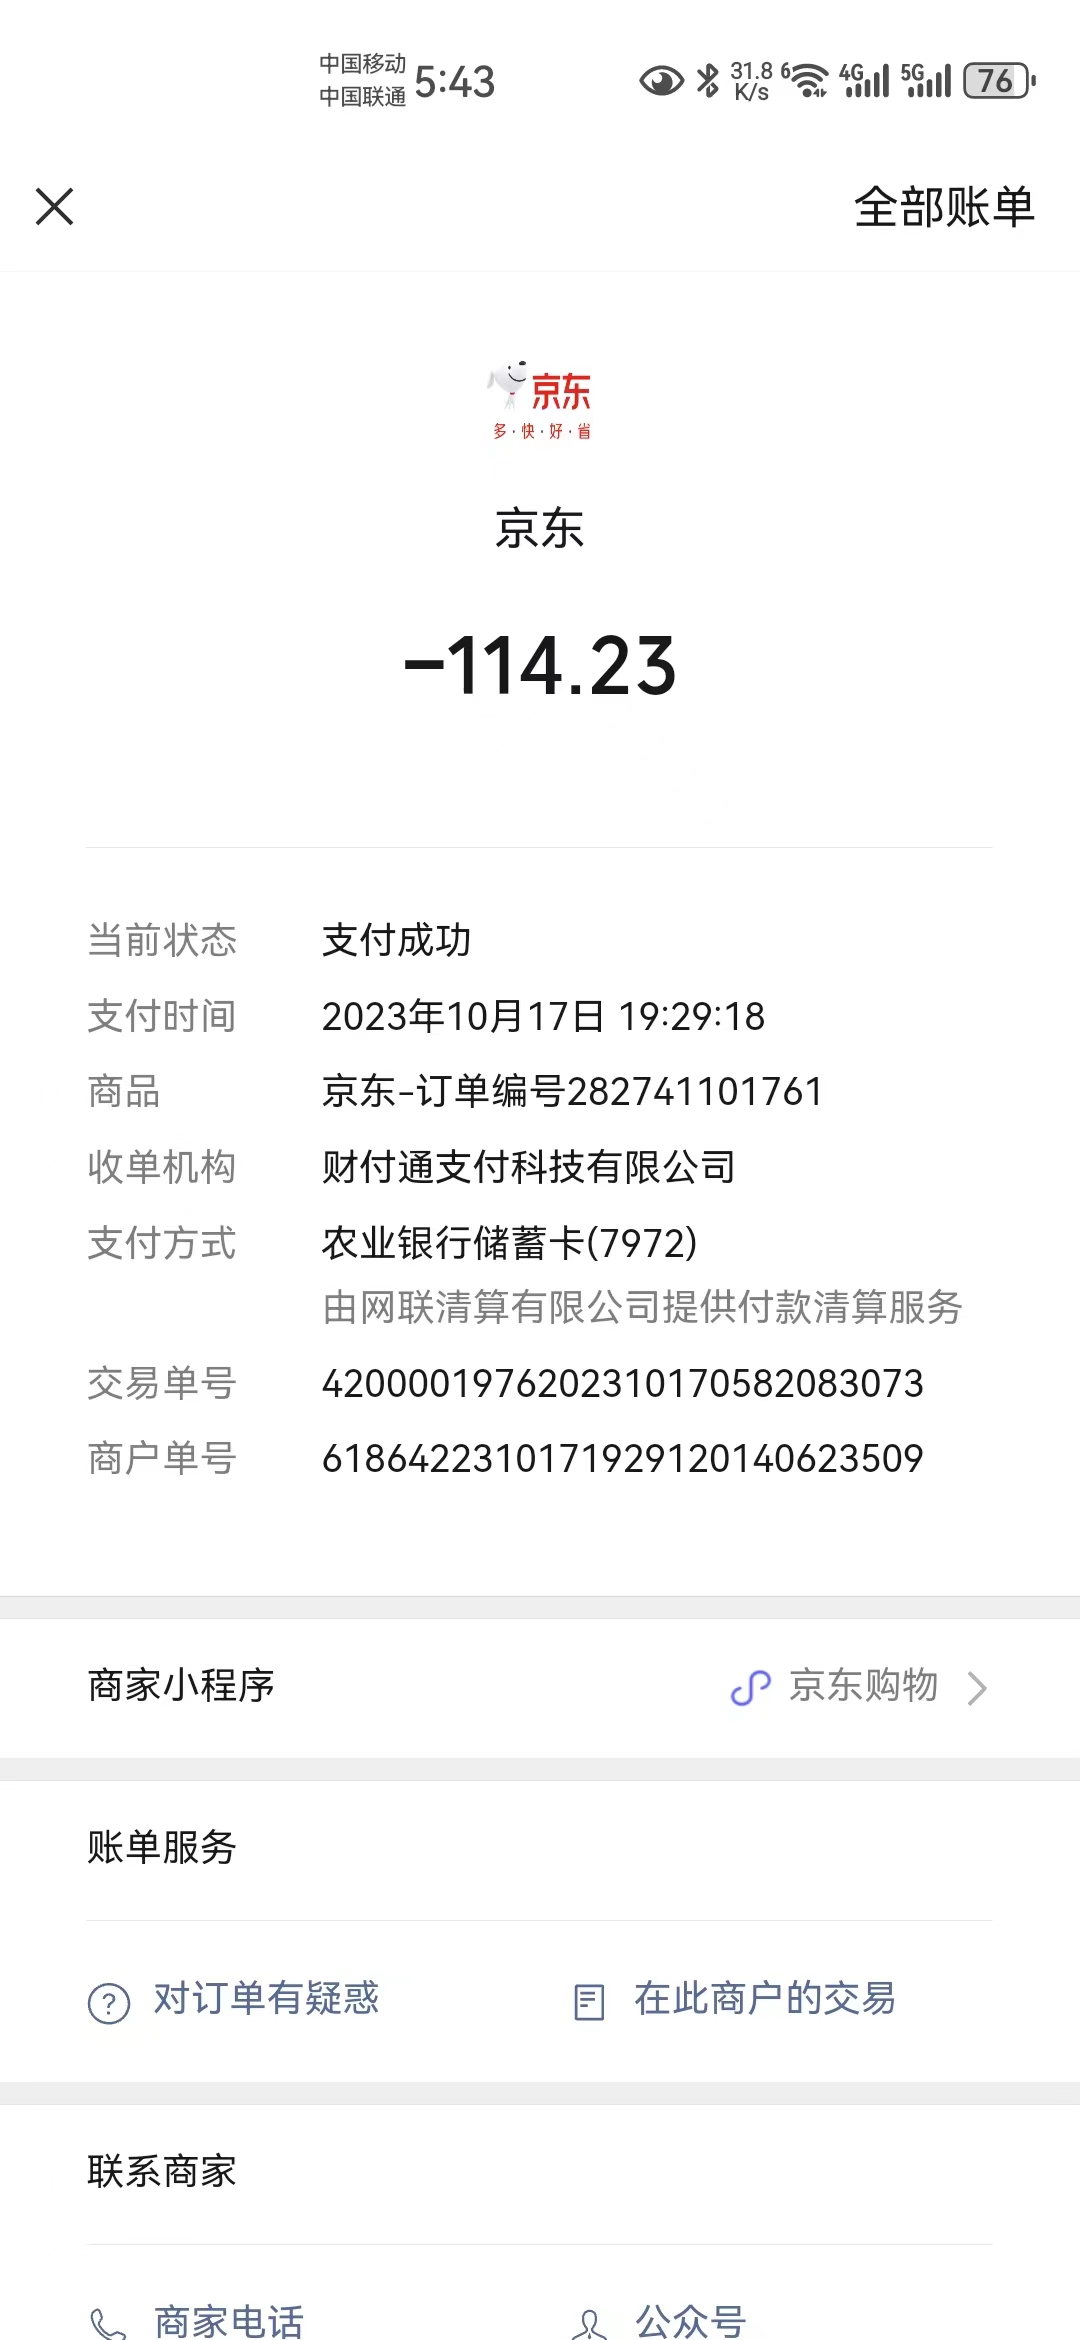 中国移动
中国联通
5:43
31.8
K/s
6
4G
5G
76
全部账单
京东
多·快·好·省
京东
-114.23
当前状态 支付成功
支付时间 2023年10月17日 19:29:18
商品 京东-订单编号282741101761
收单机构 财付通支付科技有限公司
支付方式 农业银行储蓄卡(7972)
由网联清算有限公司提供付款清算服务
交易单号 4200001976202310170582083073
商户单号 6186422310171929120140623509
商家小程序 京东购物
账单服务
对订单有疑惑 在此商户的交易
联系商家
商家电话 公众号